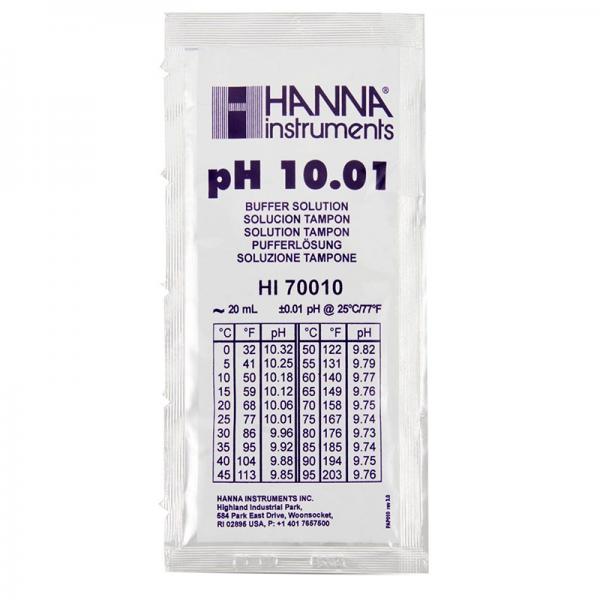 HANNA®
instruments
pH 10.01
BUFFER SOLUTION
SOLUCION TAMPON
SOLUTION TAMPON
PUFFERLÖSUNG
SOLUZIONE TAMPONE
HI 70010
~ 20 mL ±0.01 pH @ 25°C/77°F
°C °F pH °C °F pH
0 32 10.32 50 122 9.82
5 41 10.25 55 131 9.79
10 50 10.18 60 140 9.77
15 59 10.12 65 149 9.76
20 68 10.06 70 158 9.75
25 77 10.01 75 167 9.74
30 86 9.96 80 176 9.73
35 95 9.92 85 185 9.74
40 104 9.88 90 194 9.75
45 113 9.85 95 203 9.76
HANNA INSTRUMENTS INC.
Highland Industrial Park,
584 Park East Drive, Woonsocket,
RI 02895 USA, P: +1 401 7657500